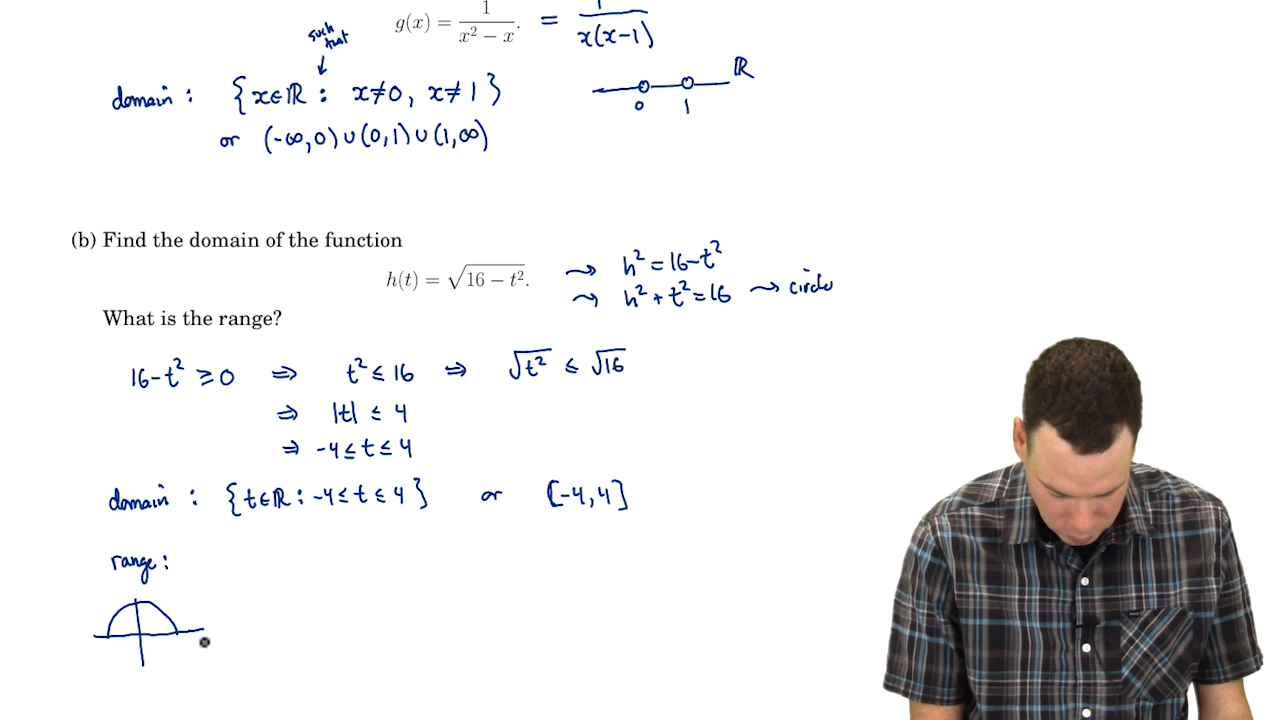 g(x) = 1/(x² − x). = 1/(x(x−1))
such that
↓
domain : {x∈ℝ : x≠0, x≠1}
ℝ
0 1
or (-∞,0)∪(0,1)∪(1,∞)
(b) Find the domain of the function
h(t) = √(16 − t²). ⤳ h² = 16-t²
⤳ h² + t² = 16 ⤳ circle
What is the range?
16-t² ≥ 0 ⇒ t² ≤ 16 ⇒ √t² ≤ √16
⇒ |t| ≤ 4
⇒ -4 ≤ t ≤ 4
domain : {t∈ℝ : -4 ≤ t ≤ 4} or [-4,4]
range :